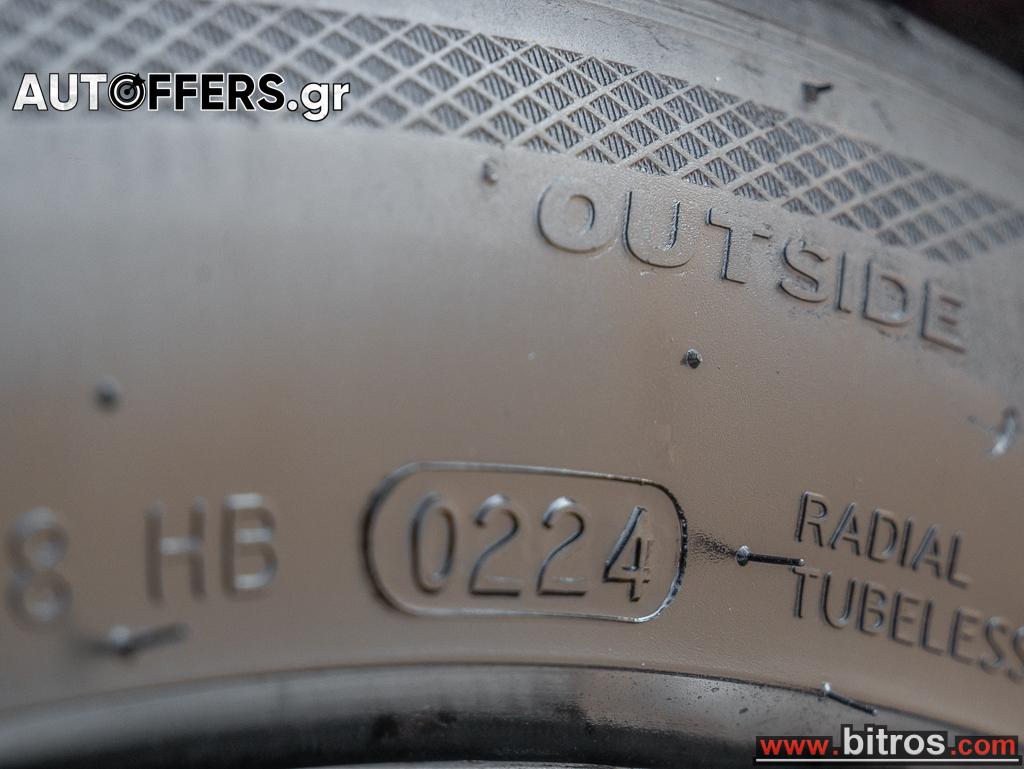 AUTOFFERS.gr
OUTSIDE
8 HB 0224 RADIAL
TUBELESS
www.bitros.com